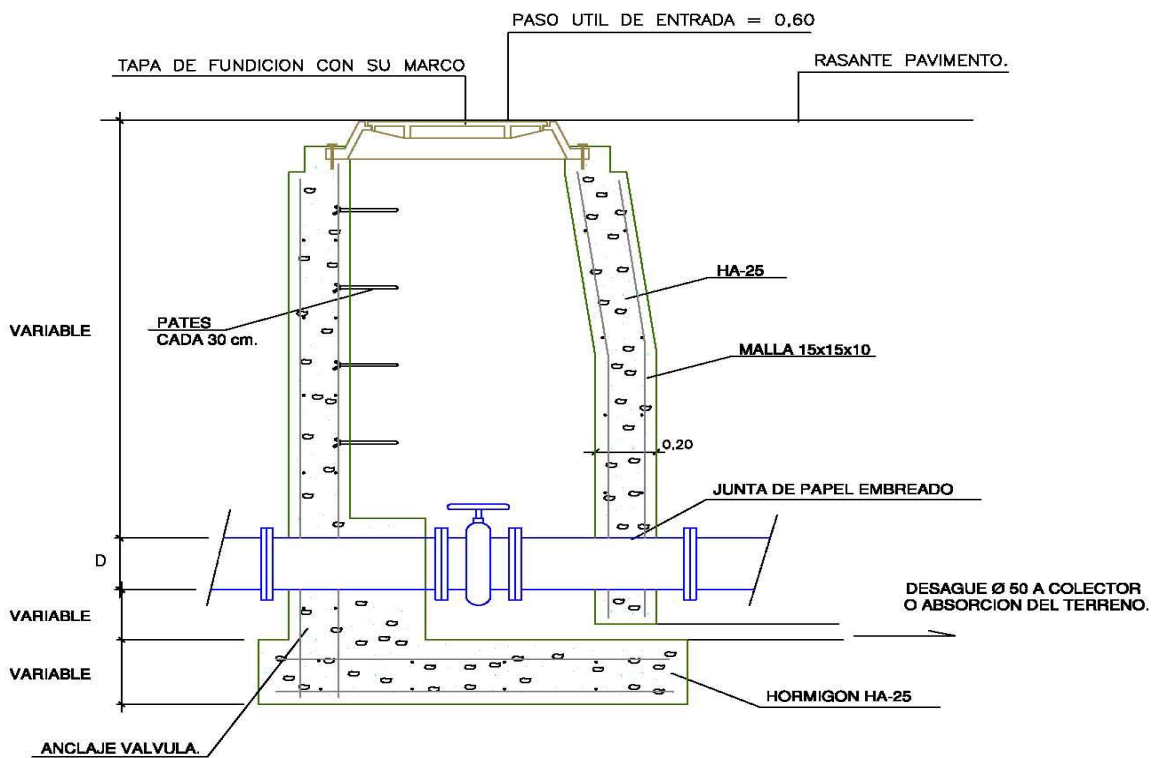 PASO UTIL DE ENTRADA = 0,60
TAPA DE FUNDICION CON SU MARCO
RASANTE PAVIMENTO.
HA-25
VARIABLE
PATES
CADA 30 cm.
MALLA 15x15x10
0,20
JUNTA DE PAPEL EMBREADO
D
DESAGUE Ø 50 A COLECTOR
O ABSORCION DEL TERRENO.
VARIABLE
VARIABLE
HORMIGON HA-25
ANCLAJE VALVULA.